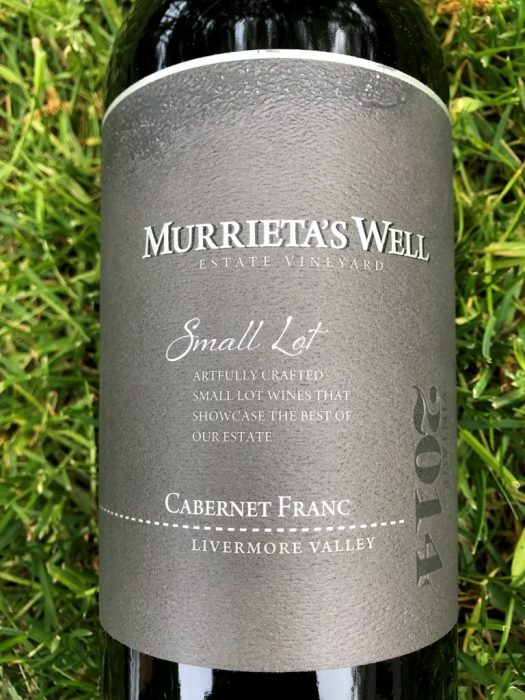 MURRIETA'S WELL
ESTATE VINEYARD
Small Lot
ARTFULLY CRAFTED
SMALL LOT WINES THAT
SHOWCASE THE BEST OF
OUR ESTATE
2014
CABERNET FRANC
LIVERMORE VALLEY